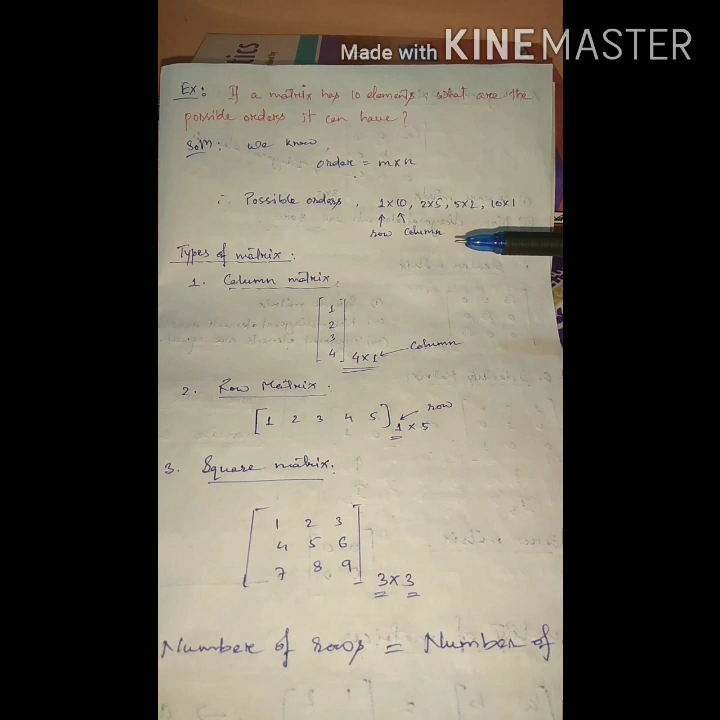 tics
Made with KINEMASTER
Ex: If a matrix has 10 elements, what are the
possible orders it can have?
Soln: We know,
order = m×n
∴ Possible orders, 1×10, 2×5, 5×2, 10×1
row column
Types of matrix:
1. Column matrix:
1
2
3
4 4×1 column
2. Row Matrix:
[1 2 3 4 5] 1×5 row
3. Square matrix:
1 2 3
4 5 6
7 8 9 3×3
Number of rows = Number of